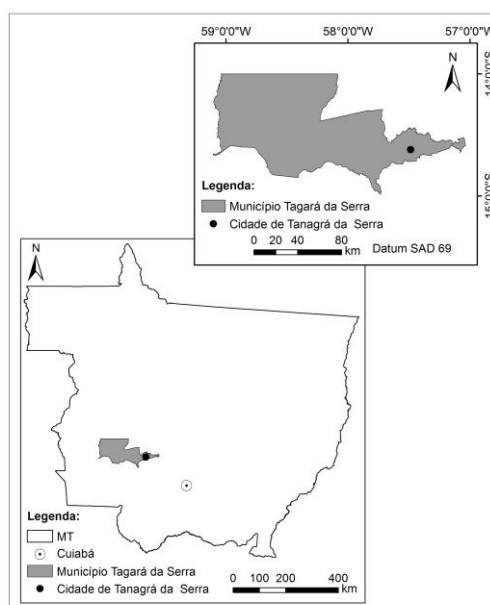 59°0'0"W 58°0'0"W 57°0'0"W
14°0'0"S
15°0'0"S
N
Legenda:
Município Tagará da Serra
Cidade de Tanagrá da Serra
0 20 40 80
km
Datum SAD 69
N
Legenda:
MT
Cuiabá
Município Tagará da Serra
Cidade de Tanagrá da Serra
0 100 200 400
km